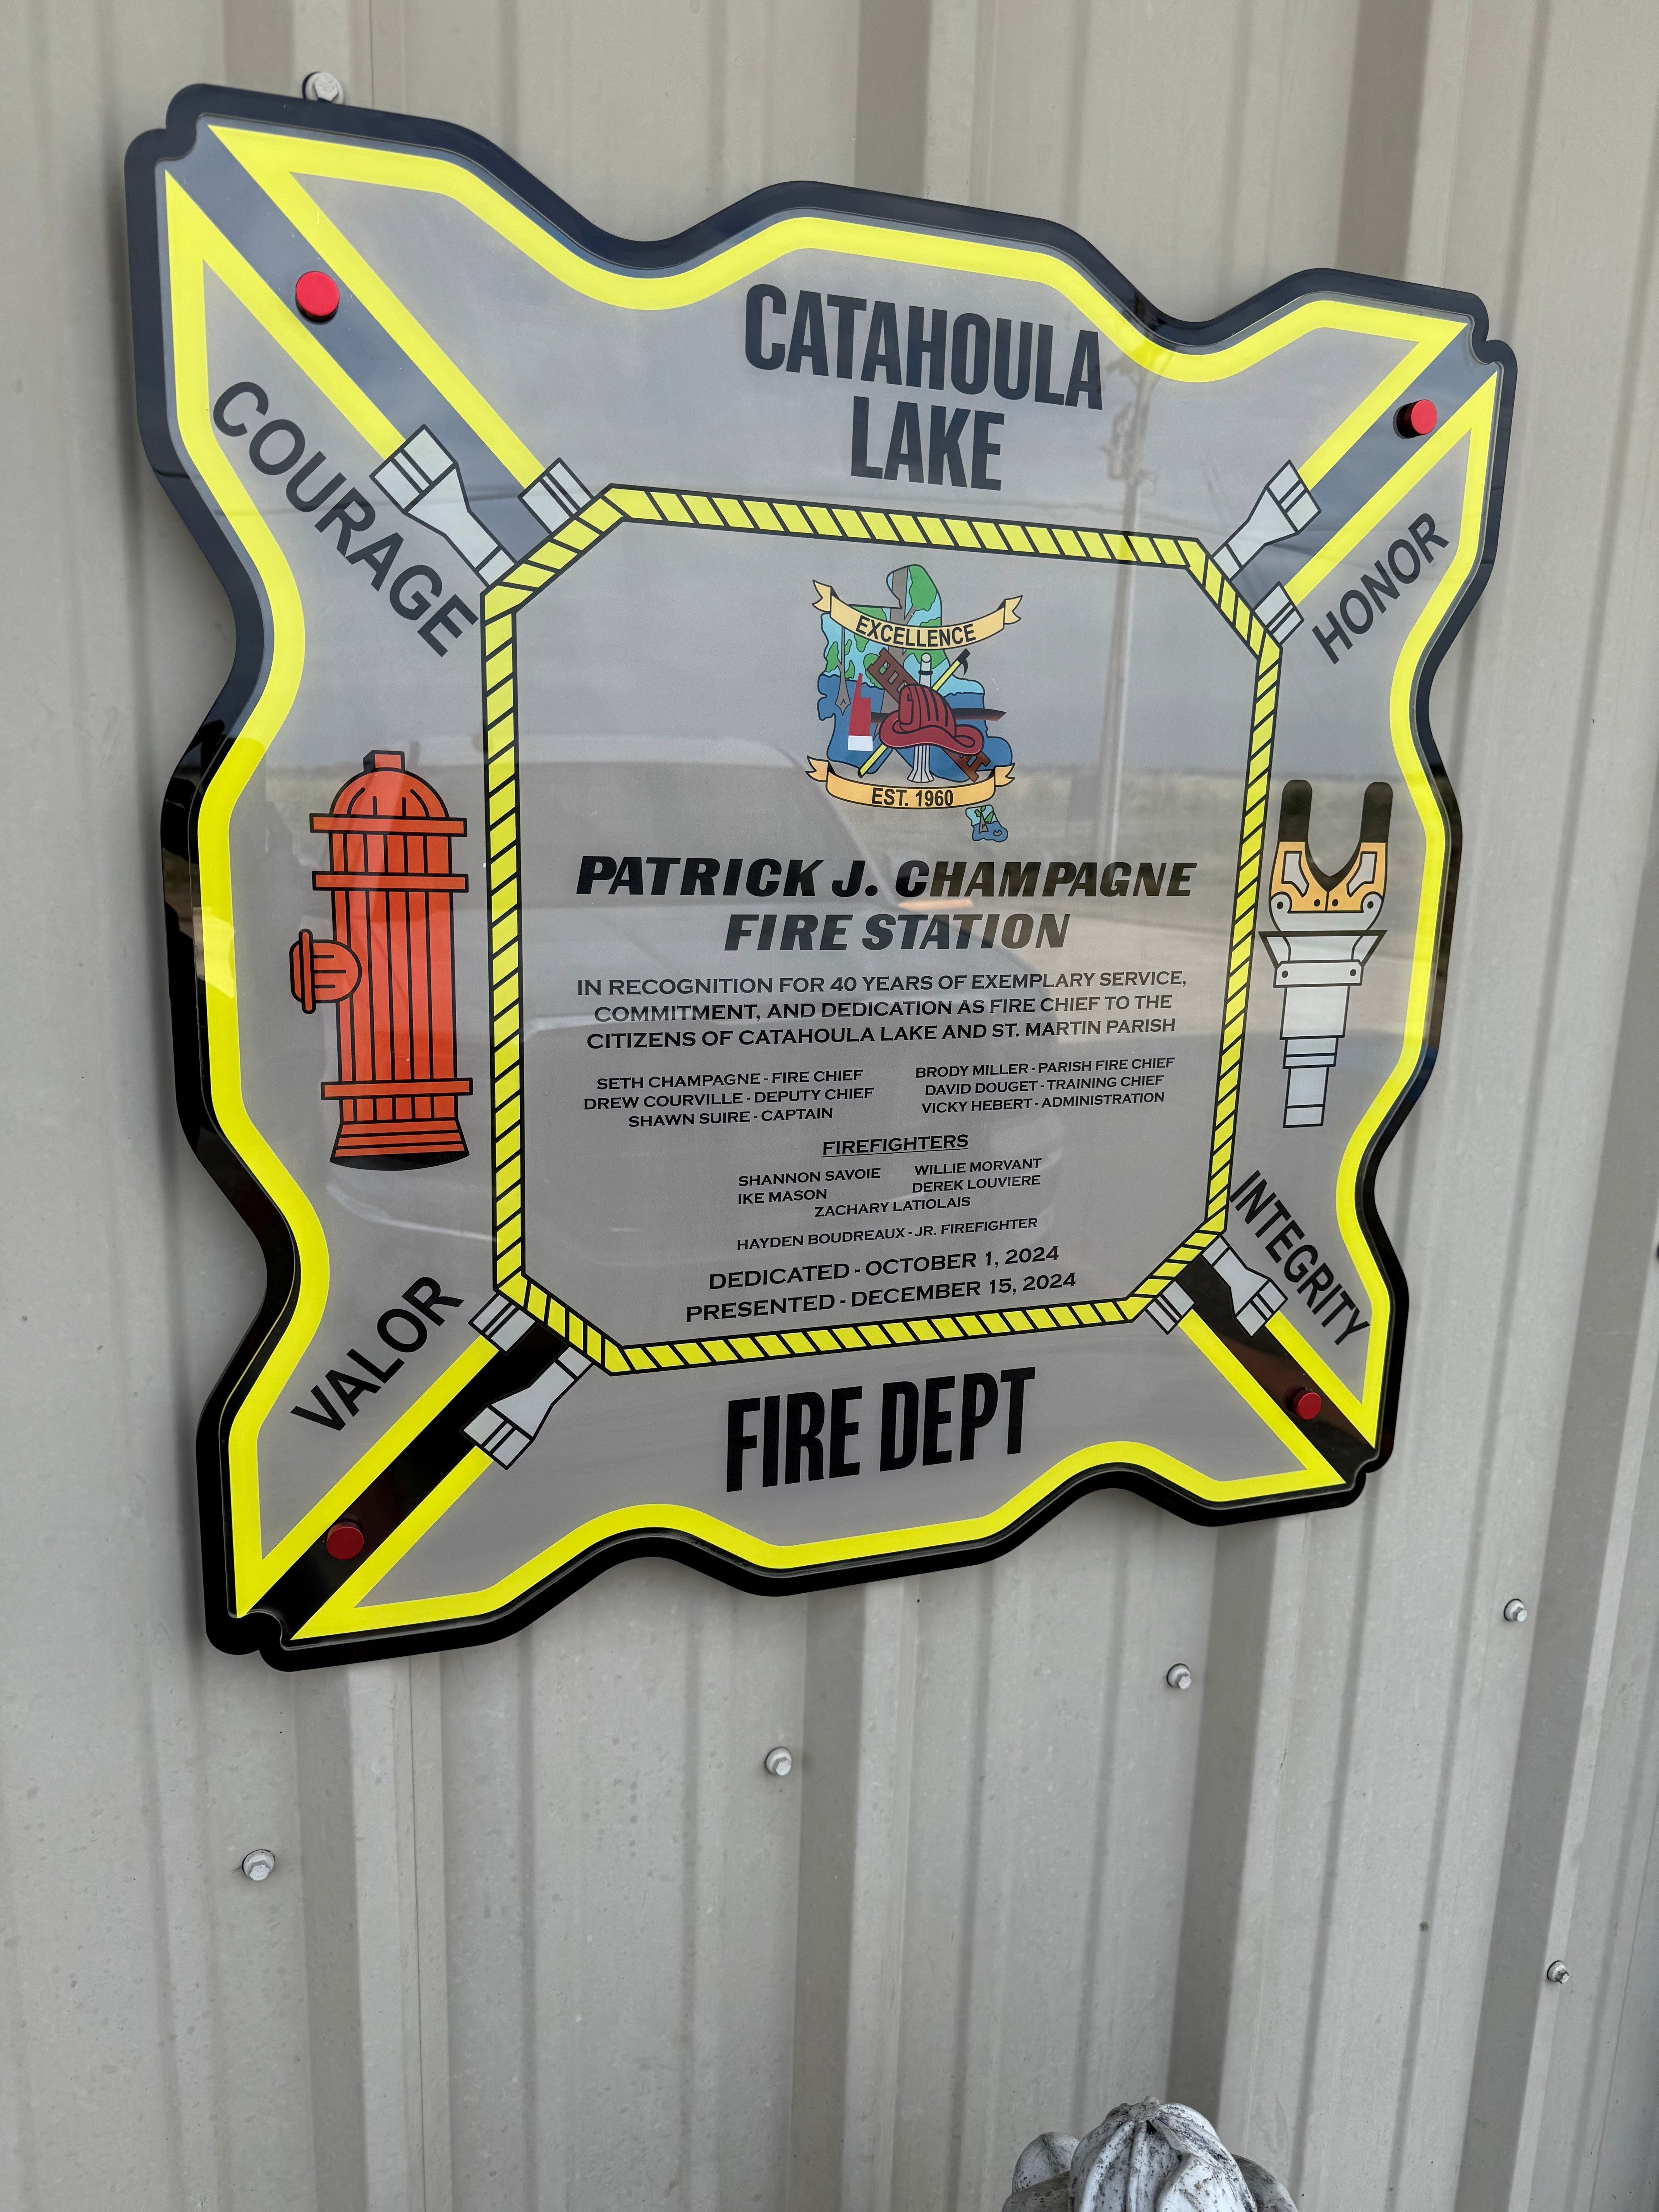 CATAHOULA
LAKE
COURAGE
HONOR
EXCELLENCE
EST. 1960
PATRICK J. CHAMPAGNE
FIRE STATION
IN RECOGNITION FOR 40 YEARS OF EXEMPLARY SERVICE,
COMMITMENT, AND DEDICATION AS FIRE CHIEF TO THE
CITIZENS OF CATAHOULA LAKE AND ST. MARTIN PARISH
SETH CHAMPAGNE - FIRE CHIEF
DREW COURVILLE - DEPUTY CHIEF
SHAWN SUIRE - CAPTAIN
BRODY MILLER - PARISH FIRE CHIEF
DAVID DOUGET - TRAINING CHIEF
VICKY HEBERT - ADMINISTRATION
FIREFIGHTERS
SHANNON SAVOIE WILLIE MORVANT
IKE MASON DEREK LOUVIERE
ZACHARY LATIOLAIS
HAYDEN BOUDREAUX - JR. FIREFIGHTER
DEDICATED - OCTOBER 1, 2024
PRESENTED - DECEMBER 15, 2024
VALOR
INTEGRITY
FIRE DEPT